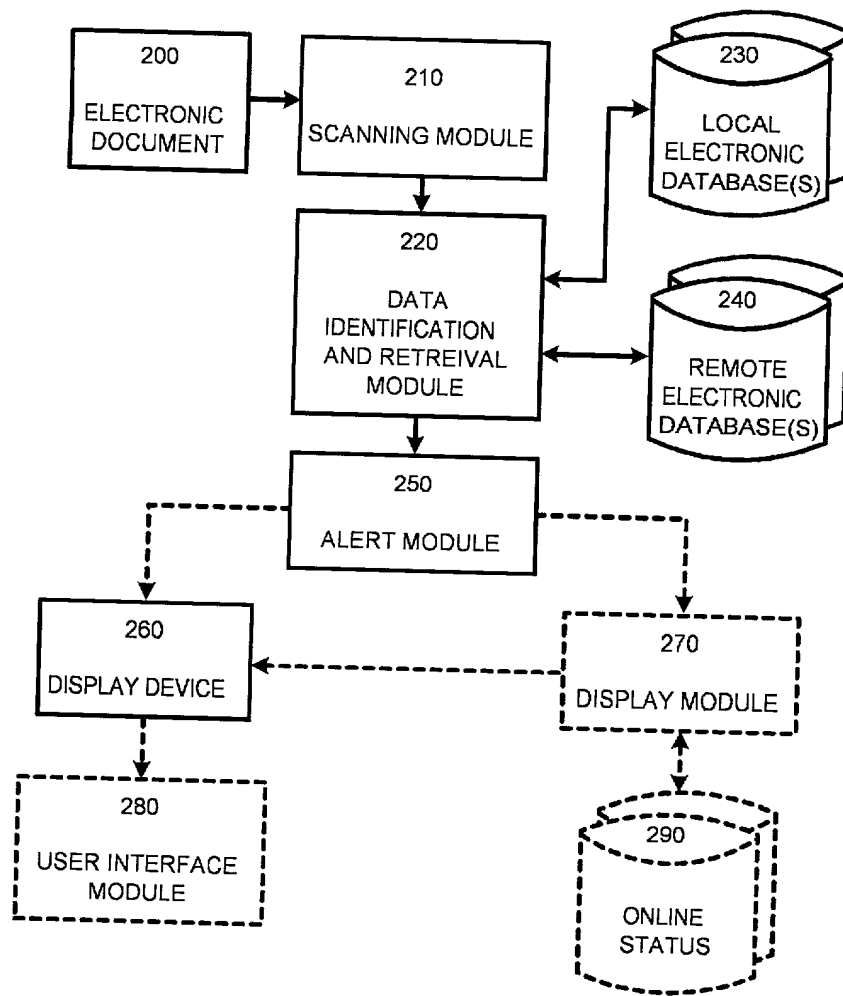 200
ELECTRONIC
DOCUMENT
210
SCANNING MODULE
230
LOCAL
ELECTRONIC
DATABASE(S)
220
DATA
IDENTIFICATION
AND RETREIVAL
MODULE
240
REMOTE
ELECTRONIC
DATABASE(S)
250
ALERT MODULE
260
DISPLAY DEVICE
270
DISPLAY MODULE
280
USER INTERFACE
MODULE
290
ONLINE
STATUS